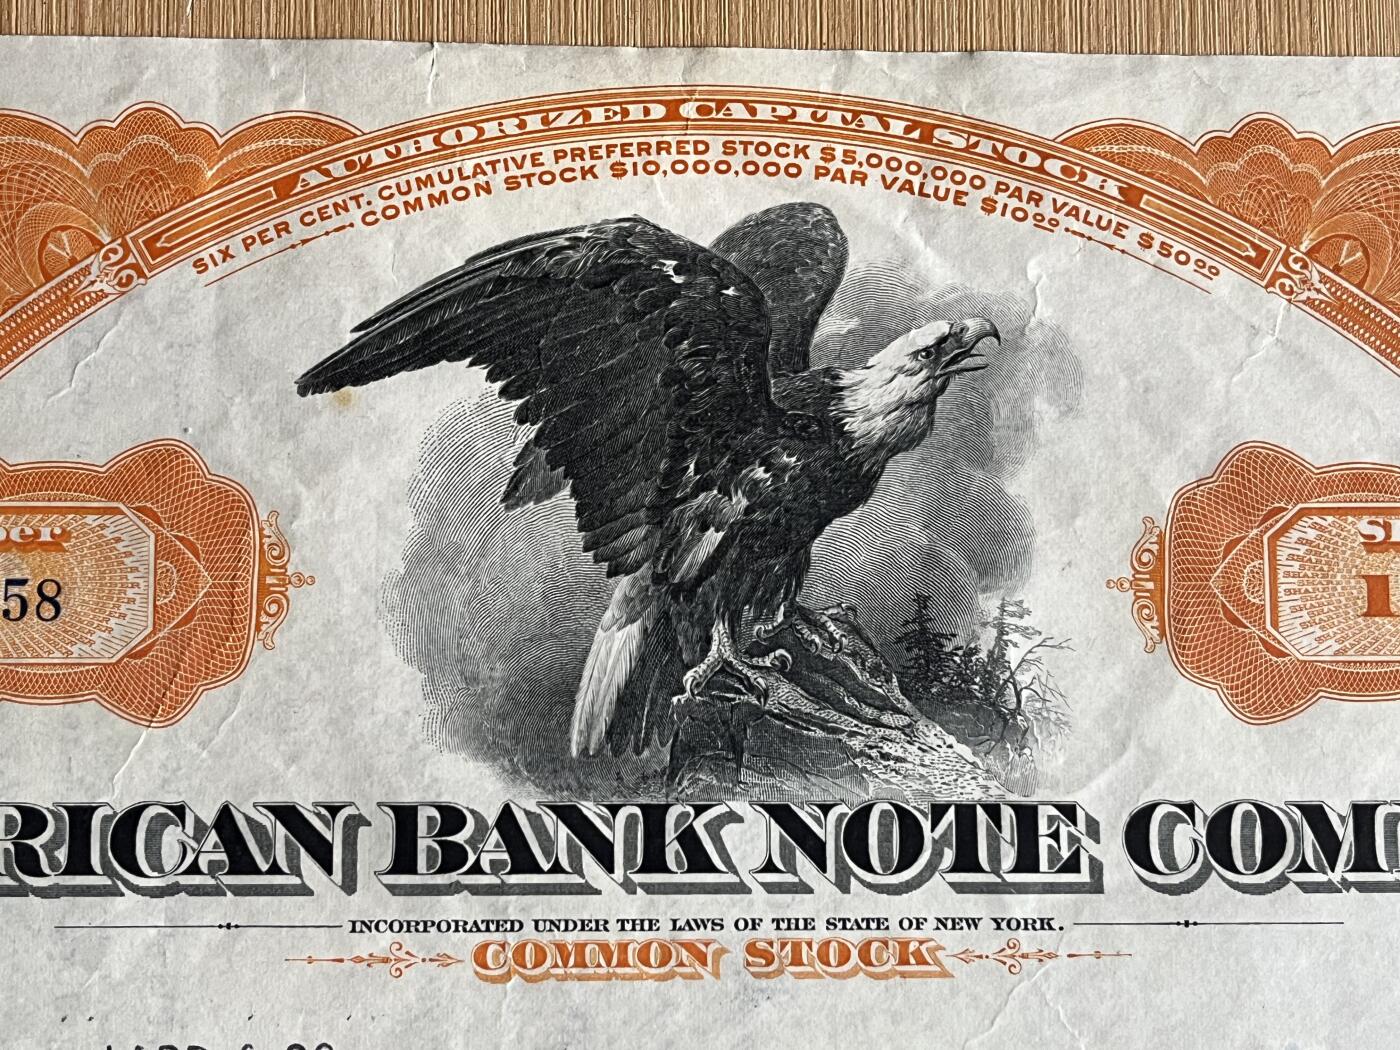 AUTHORIZED CAPITAL STOCK
SIX PER CENT. CUMULATIVE PREFERRED STOCK $5,000,000 PAR VALUE $50.00
COMMON STOCK $10,000,000 PAR VALUE $10.00
58
RICAN BANK NOTE COM
INCORPORATED UNDER THE LAWS OF THE STATE OF NEW YORK.
COMMON STOCK